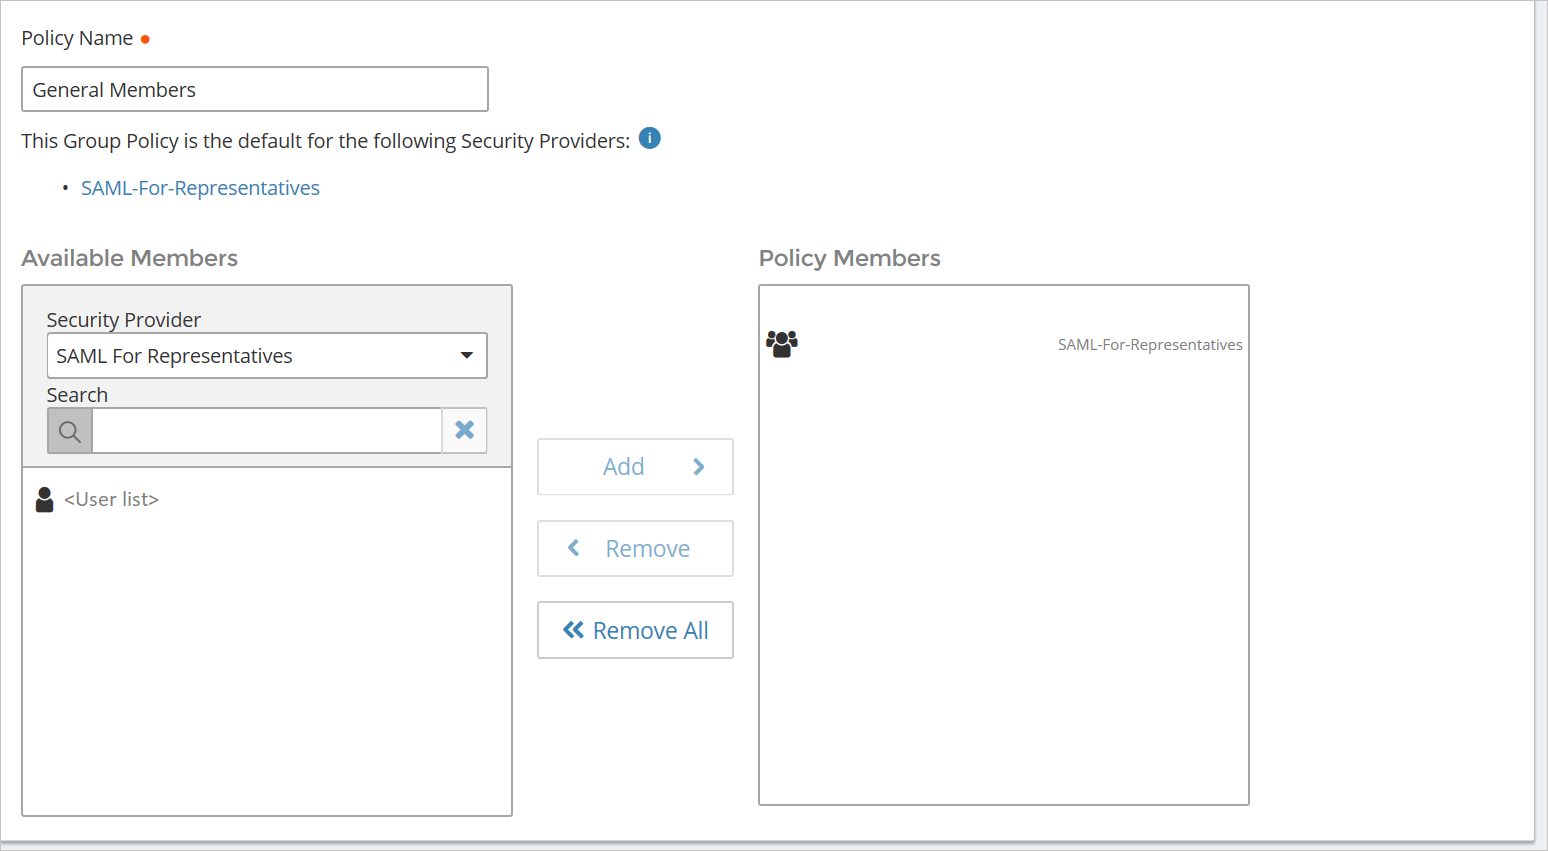 Policy Name
General Members
This Group Policy is the default for the following Security Providers: i
• SAML-For-Representatives
Available Members
Security Provider
SAML For Representatives
Search
<User list>
Add
Remove
Remove All
Policy Members
SAML-For-Representatives